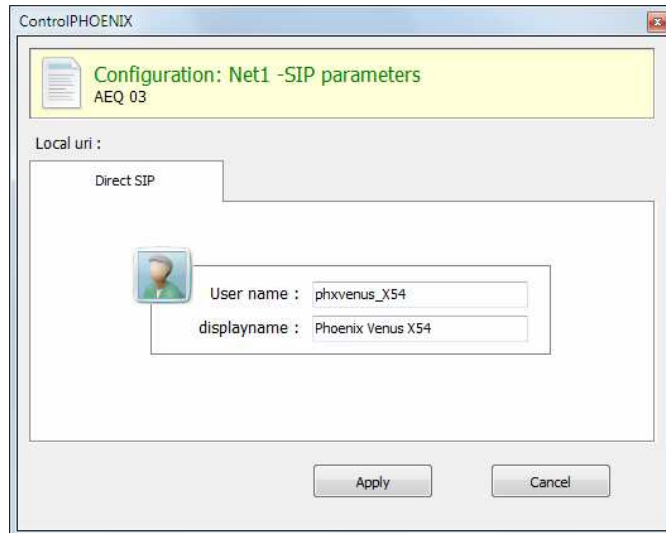 ControlPHOENIX
Configuration: Net1 -SIP parameters
AEQ 03
Local uri :
Direct SIP
User name : phxvenus_X54
displayname : Phoenix Venus X54
Apply Cancel